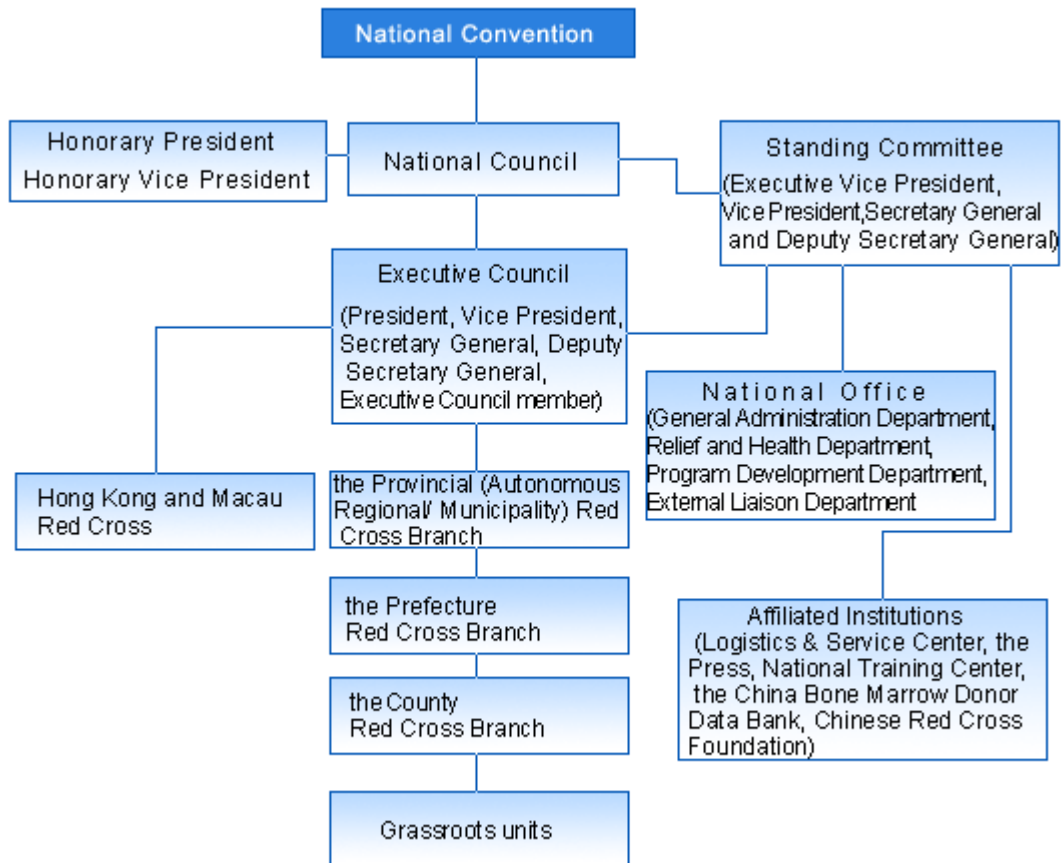 National Convention
Honorary President
Honorary Vice President
National Council
Standing Committee
(Executive Vice President,
Vice President,Secretary General
and Deputy Secretary General)
Executive Council
(President, Vice President,
Secretary General, Deputy
Secretary General,
Executive Council member)
National Office
(General Administration Department,
Relief and Health Department,
Program Development Department,
External Liaison Department
Hong Kong and Macau
Red Cross
the Provincial (Autonomous
Regional/ Municipality) Red
Cross Branch
the Prefecture
Red Cross Branch
Affiliated Institutions
(Logistics & Service Center, the
Press, National Training Center,
the China Bone Marrow Donor
Data Bank, Chinese Red Cross
Foundation)
the County
Red Cross Branch
Grassroots units